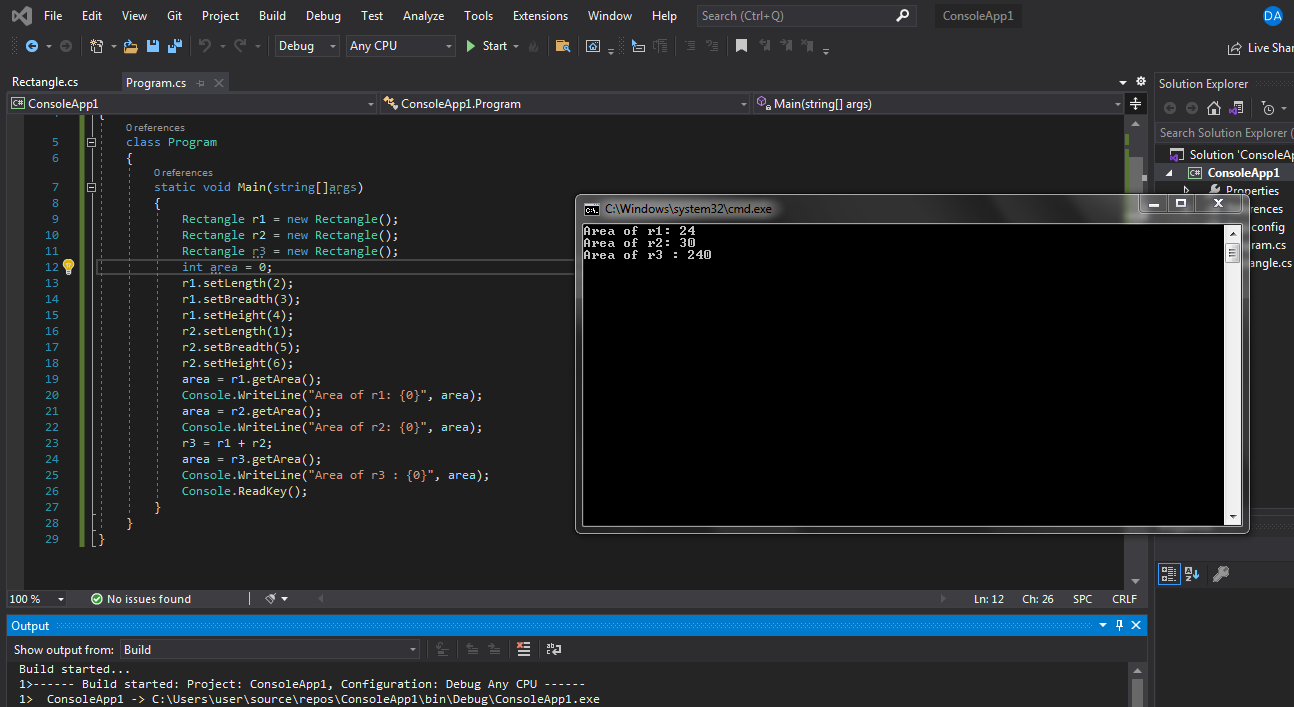 File Edit View Git Project Build Debug Test Analyze Tools Extensions Window Help Search (Ctrl+Q) ConsoleApp1 DA
Debug Any CPU Start Live Shar
Rectangle.cs Program.cs Solution Explorer
C# ConsoleApp1 ConsoleApp1.Program Main(string[] args)
Search Solution Explorer (
Solution 'ConsoleAp
C# ConsoleApp1
Properties
rences
config
ram.cs
angle.cs
0 references
5 class Program
6 {
0 references
7 static void Main(string[]args)
8 {
9 Rectangle r1 = new Rectangle();
10 Rectangle r2 = new Rectangle();
11 Rectangle r3 = new Rectangle();
12 int area = 0;
13 r1.setLength(2);
14 r1.setBreadth(3);
15 r1.setHeight(4);
16 r2.setLength(1);
17 r2.setBreadth(5);
18 r2.setHeight(6);
19 area = r1.getArea();
20 Console.WriteLine("Area of r1: {0}", area);
21 area = r2.getArea();
22 Console.WriteLine("Area of r2: {0}", area);
23 r3 = r1 + r2;
24 area = r3.getArea();
25 Console.WriteLine("Area of r3 : {0}", area);
26 Console.ReadKey();
27 }
28 }
29 }
C:\Windows\system32\cmd.exe
Area of r1: 24
Area of r2: 30
Area of r3 : 240
100 % No issues found Ln: 12 Ch: 26 SPC CRLF
Output
Show output from: Build
Build started...
1>------ Build started: Project: ConsoleApp1, Configuration: Debug Any CPU ------
1> ConsoleApp1 -> C:\Users\user\source\repos\ConsoleApp1\bin\Debug\ConsoleApp1.exe